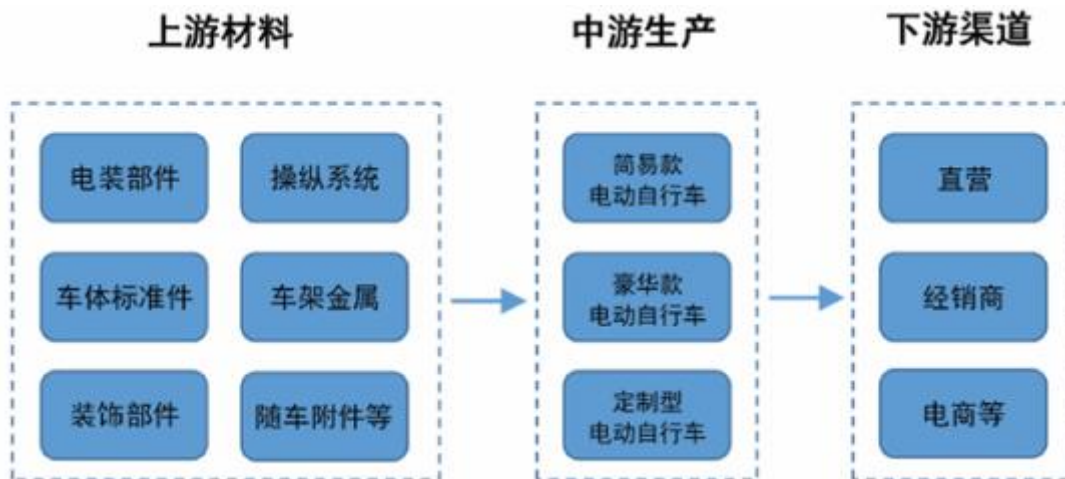 上游材料
中游生产
下游渠道
电装部件
操纵系统
车体标准件
车架金属
装饰部件
随车附件等
简易款
电动自行车
豪华款
电动自行车
定制型
电动自行车
直营
经销商
电商等